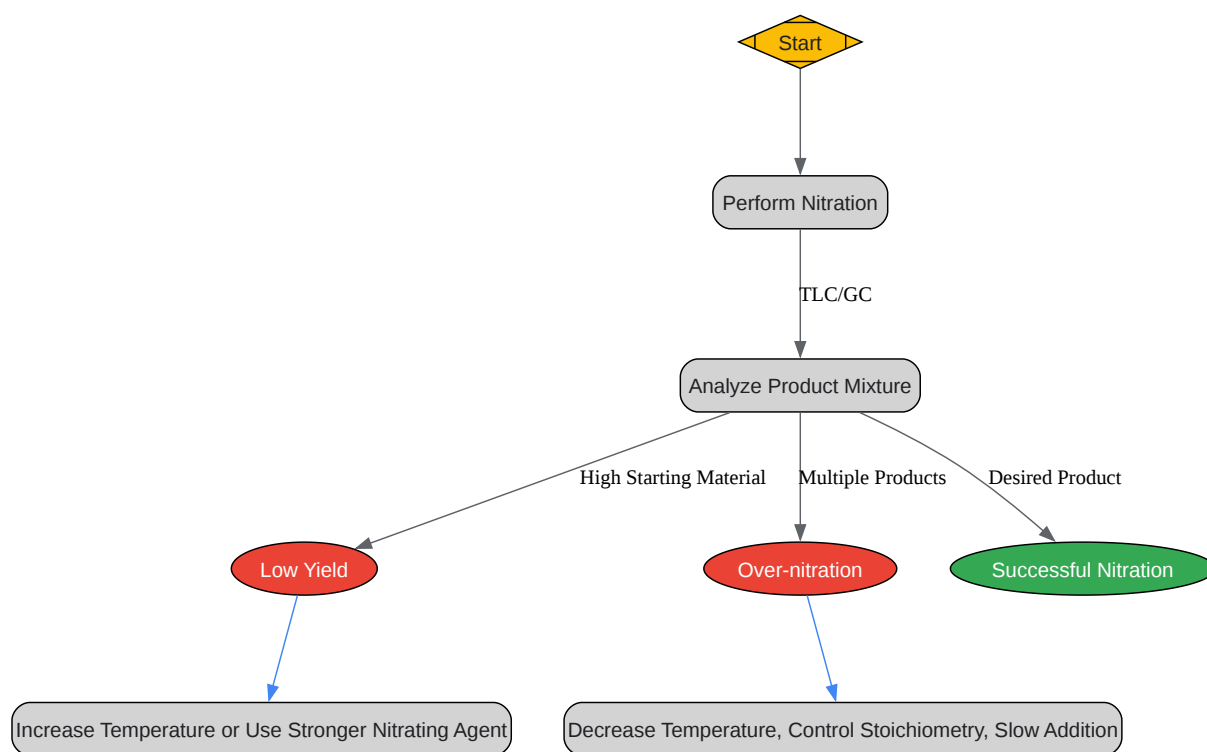 Start
Perform Nitration
TLC/GC
Analyze Product Mixture
High Starting Material
Multiple Products
Desired Product
Low Yield
Over-nitration
Successful Nitration
Increase Temperature or Use Stronger Nitrating Agent
Decrease Temperature, Control Stoichiometry, Slow Addition